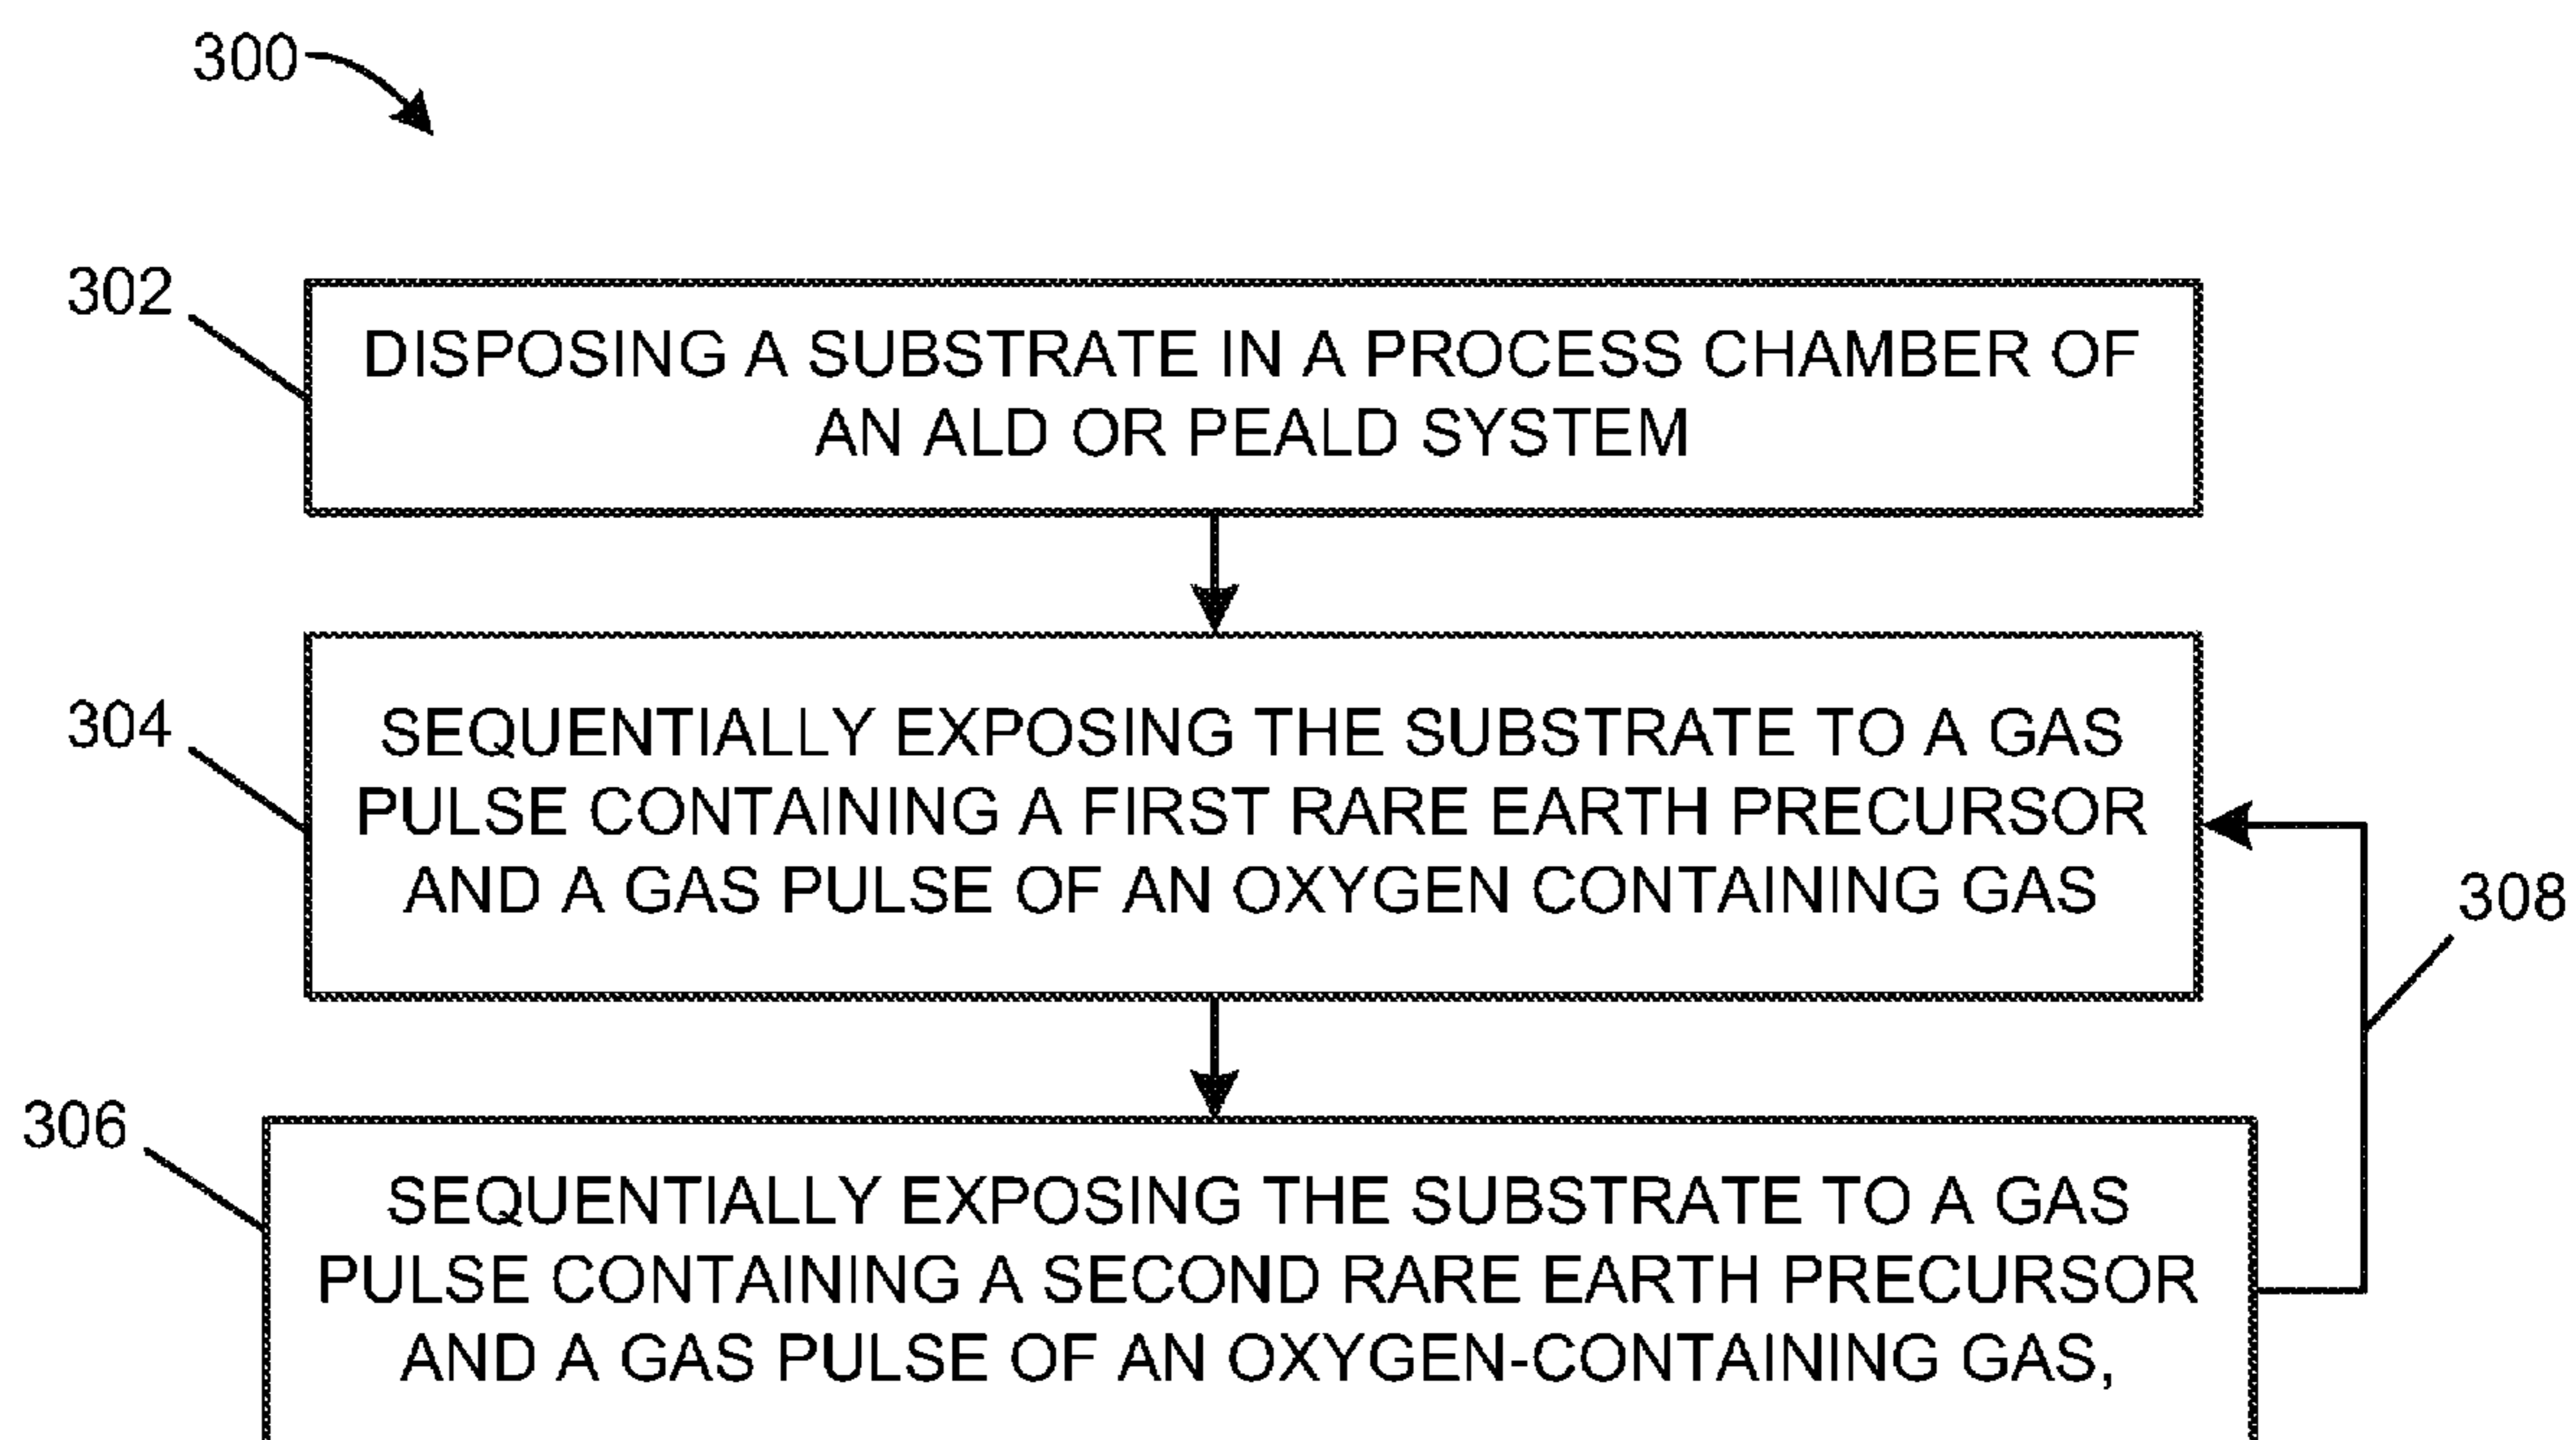 300
302
DISPOSING A SUBSTRATE IN A PROCESS CHAMBER OF
AN ALD OR PEALD SYSTEM
304
SEQUENTIALLY EXPOSING THE SUBSTRATE TO A GAS
PULSE CONTAINING A FIRST RARE EARTH PRECURSOR
AND A GAS PULSE OF AN OXYGEN CONTAINING GAS
308
306
SEQUENTIALLY EXPOSING THE SUBSTRATE TO A GAS
PULSE CONTAINING A SECOND RARE EARTH PRECURSOR
AND A GAS PULSE OF AN OXYGEN-CONTAINING GAS,